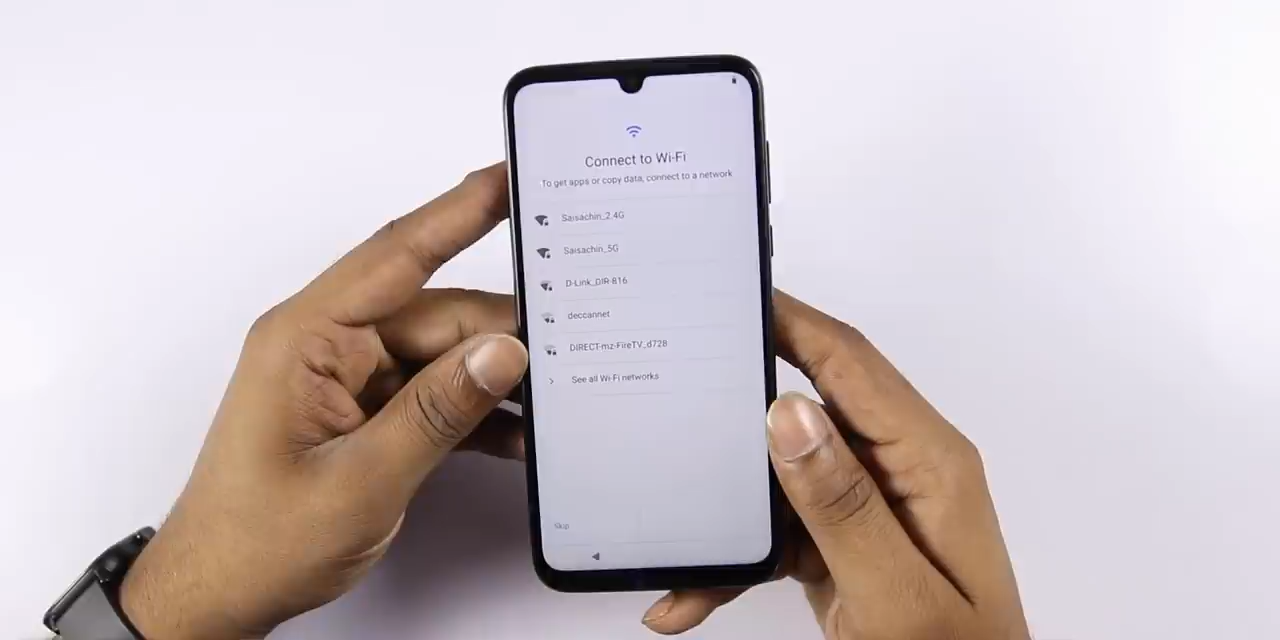 Connect to Wi-Fi
To get apps or copy data, connect to a network
Saisachin_2.4G
Saisachin_5G
D-Link_DIR-816
deccannet
DIRECT-mz-FireTV_d728
See all Wi-Fi networks
Skip